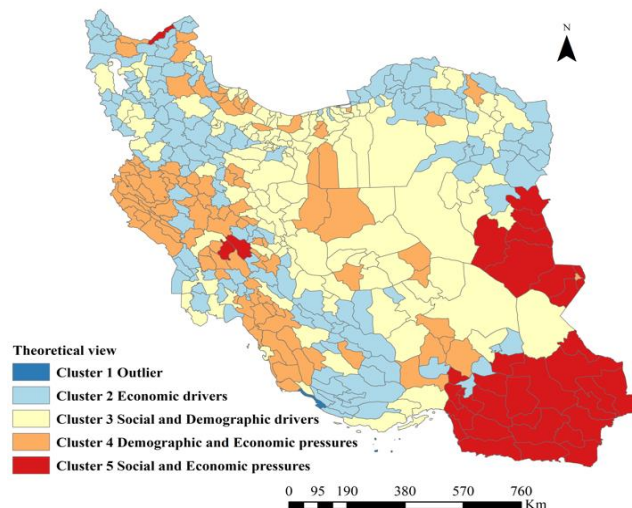 N
Theoretical view
Cluster 1 Outlier
Cluster 2 Economic drivers
Cluster 3 Social and Demographic drivers
Cluster 4 Demographic and Economic pressures
Cluster 5 Social and Economic pressures
0 95 190 380 570 760
Km